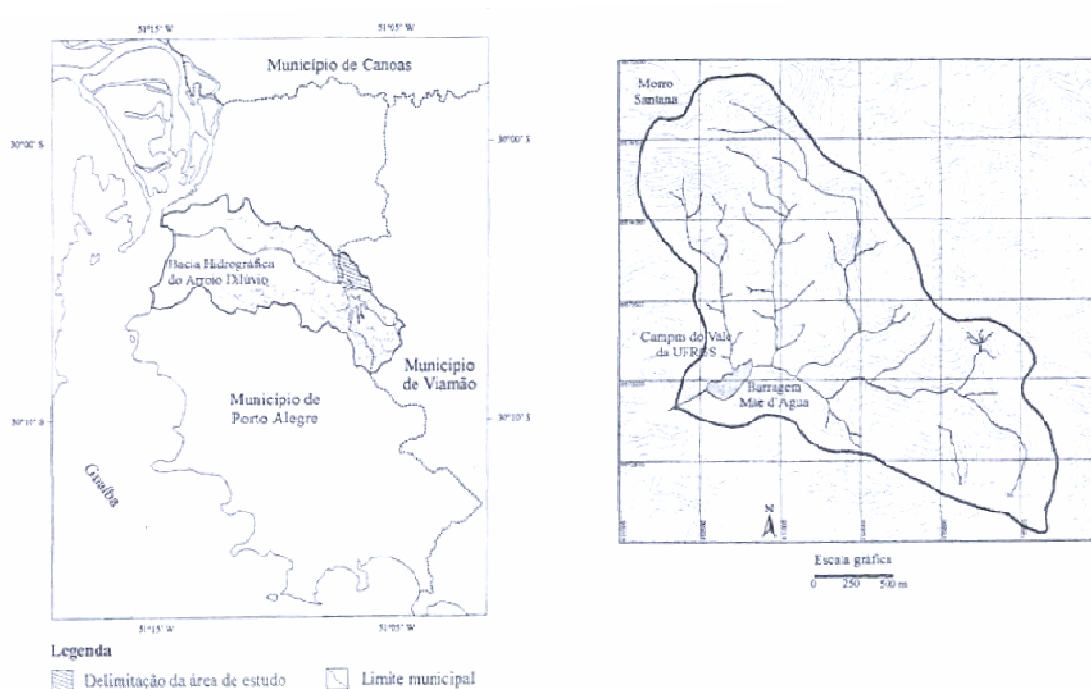 51°15' W
51°05' W
Município de Canoas
30°00' S
30°00' S
Bacia Hidrográfica
do Arroio Dilúvio
Município
de Viamão
Município de
Porto Alegre
30°10' S
30°10' S
Guaíba
51°15' W
51°05' W
Legenda
Delimitação da área de estudo
Limite municipal
Morro
Santana
Campus do Vale
da UFRGS
Barragem
Mãe d'Água
N
Escala gráfica
0 250 500 m